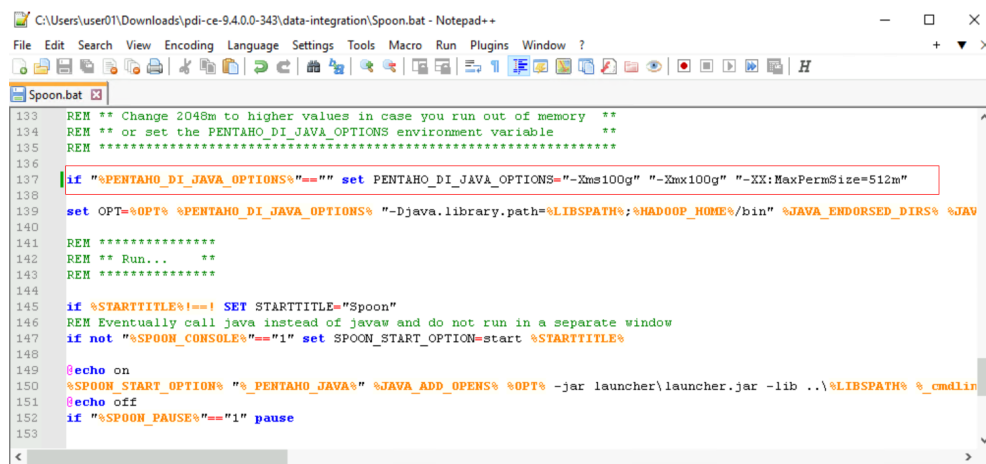 C:\Users\user01\Downloads\pdi-ce-9.4.0.0-343\data-integration\Spoon.bat - Notepad++
File Edit Search View Encoding Language Settings Tools Macro Run Plugins Window ?
Spoon.bat
133 REM ** Change 2048m to higher values in case you run out of memory **
134 REM ** or set the PENTAHO_DI_JAVA_OPTIONS environment variable **
135 REM ******************************************************************
136
137 if "%PENTAHO_DI_JAVA_OPTIONS%"=="" set PENTAHO_DI_JAVA_OPTIONS="-Xms100g" "-Xmx100g" "-XX:MaxPermSize=512m"
138
139 set OPT=%OPT% %PENTAHO_DI_JAVA_OPTIONS% "-Djava.library.path=%LIBSPATH%;%HADOOP_HOME%/bin" %JAVA_ENDORSED_DIRS% %JAV
140
141 REM ***************
142 REM ** Run... **
143 REM ***************
144
145 if %STARTTITLE%!==! SET STARTTITLE="Spoon"
146 REM Eventually call java instead of javaw and do not run in a separate window
147 if not "%SPOON_CONSOLE%"=="1" set SPOON_START_OPTION=start %STARTTITLE%
148
149 @echo on
150 %SPOON_START_OPTION% "%_PENTAHO_JAVA%" %JAVA_ADD_OPENS% %OPT% -jar launcher\launcher.jar -lib ..\%LIBSPATH% %_cmdlin
151 @echo off
152 if "%SPOON_PAUSE%"=="1" pause
153